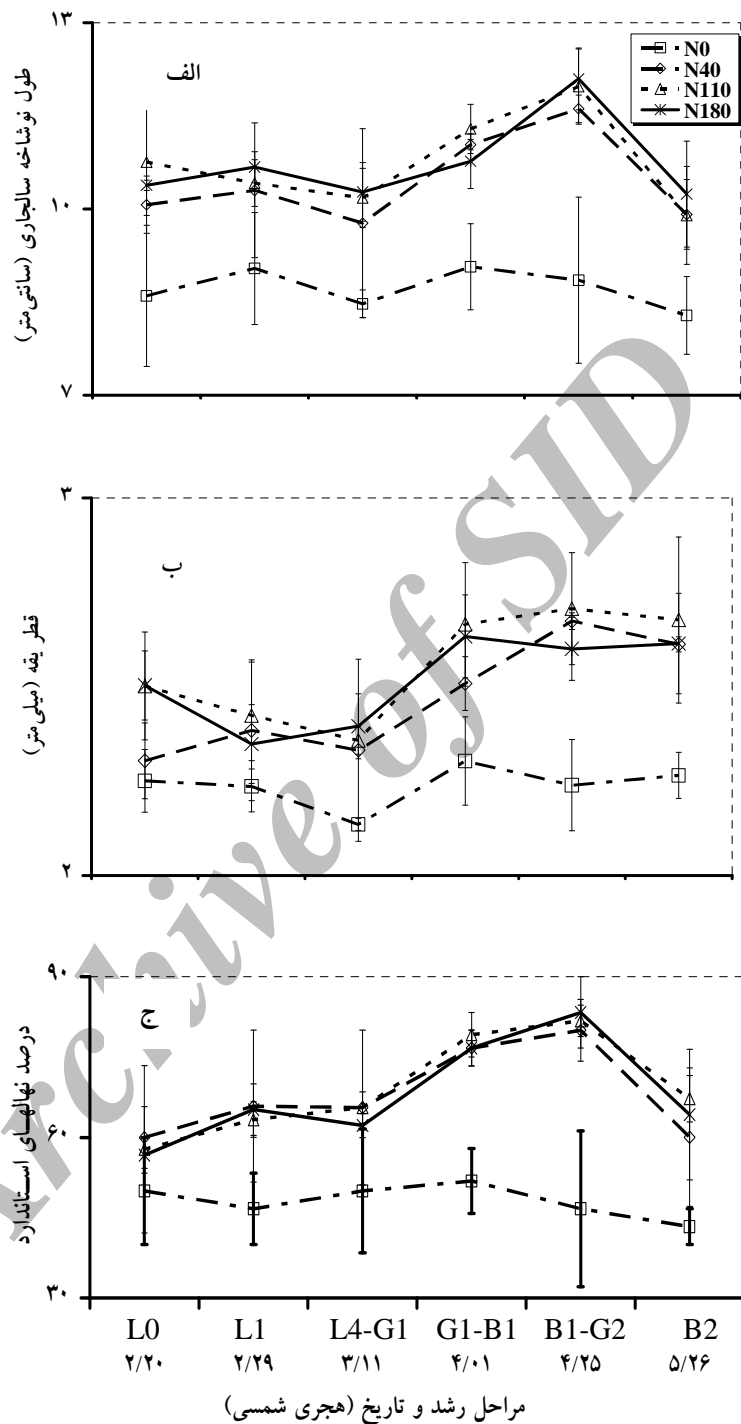 ۱۳
الف
N0
N40
N110
N180
طول نوشاخه سالجاری (سانتی‌متر)
۱۰
۷
۳
ب
قطر یقه (میلی‌متر)
۲
۹۰
ج
درصد نهالهای استاندارد
۶۰
۳۰
L0 L1 L4-G1 G1-B1 B1-G2 B2
۲/۲۰ ۲/۲۹ ۳/۱۱ ۴/۰۱ ۴/۲۵ ۵/۲۶
مراحل رشد و تاریخ (هجری شمسی)
Archive of SID